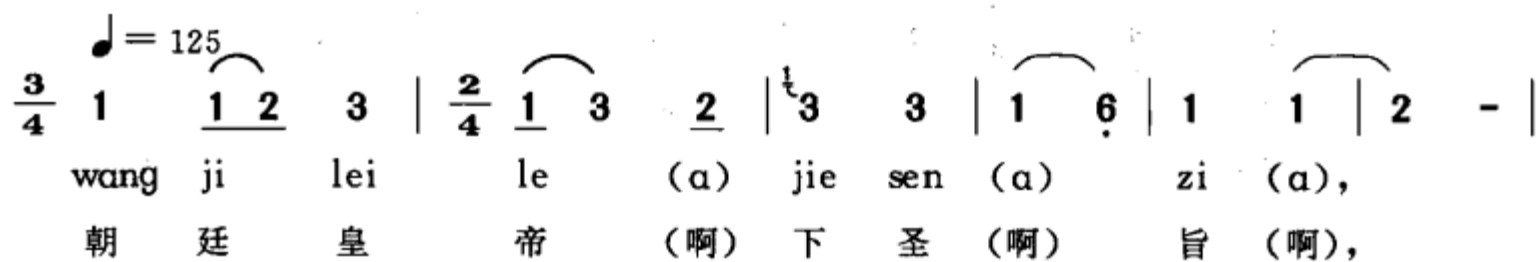 ♩= 125
3/4 1 1 2 3 | 2/4 1 3 2 | 1 3 3 | 1 6 | 1 1 | 2 - |
wang ji lei le (a) jie sen (a) zi (a),
朝 廷 皇 帝 (啊) 下 圣 (啊) 旨 (啊),